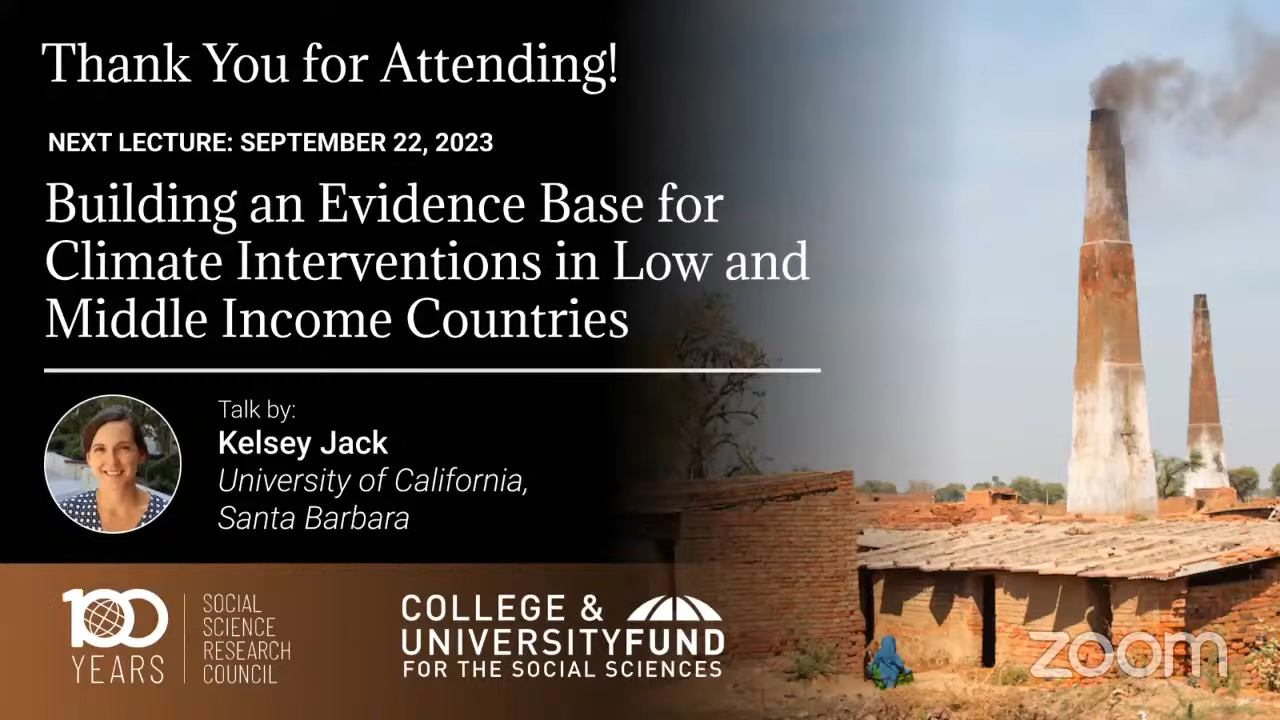 Thank You for Attending!
NEXT LECTURE: SEPTEMBER 22, 2023
Building an Evidence Base for
Climate Interventions in Low and
Middle Income Countries
Talk by:
Kelsey Jack
University of California,
Santa Barbara
100
YEARS
SOCIAL
SCIENCE
RESEARCH
COUNCIL
COLLEGE &
UNIVERSITY FUND
FOR THE SOCIAL SCIENCES
zoom